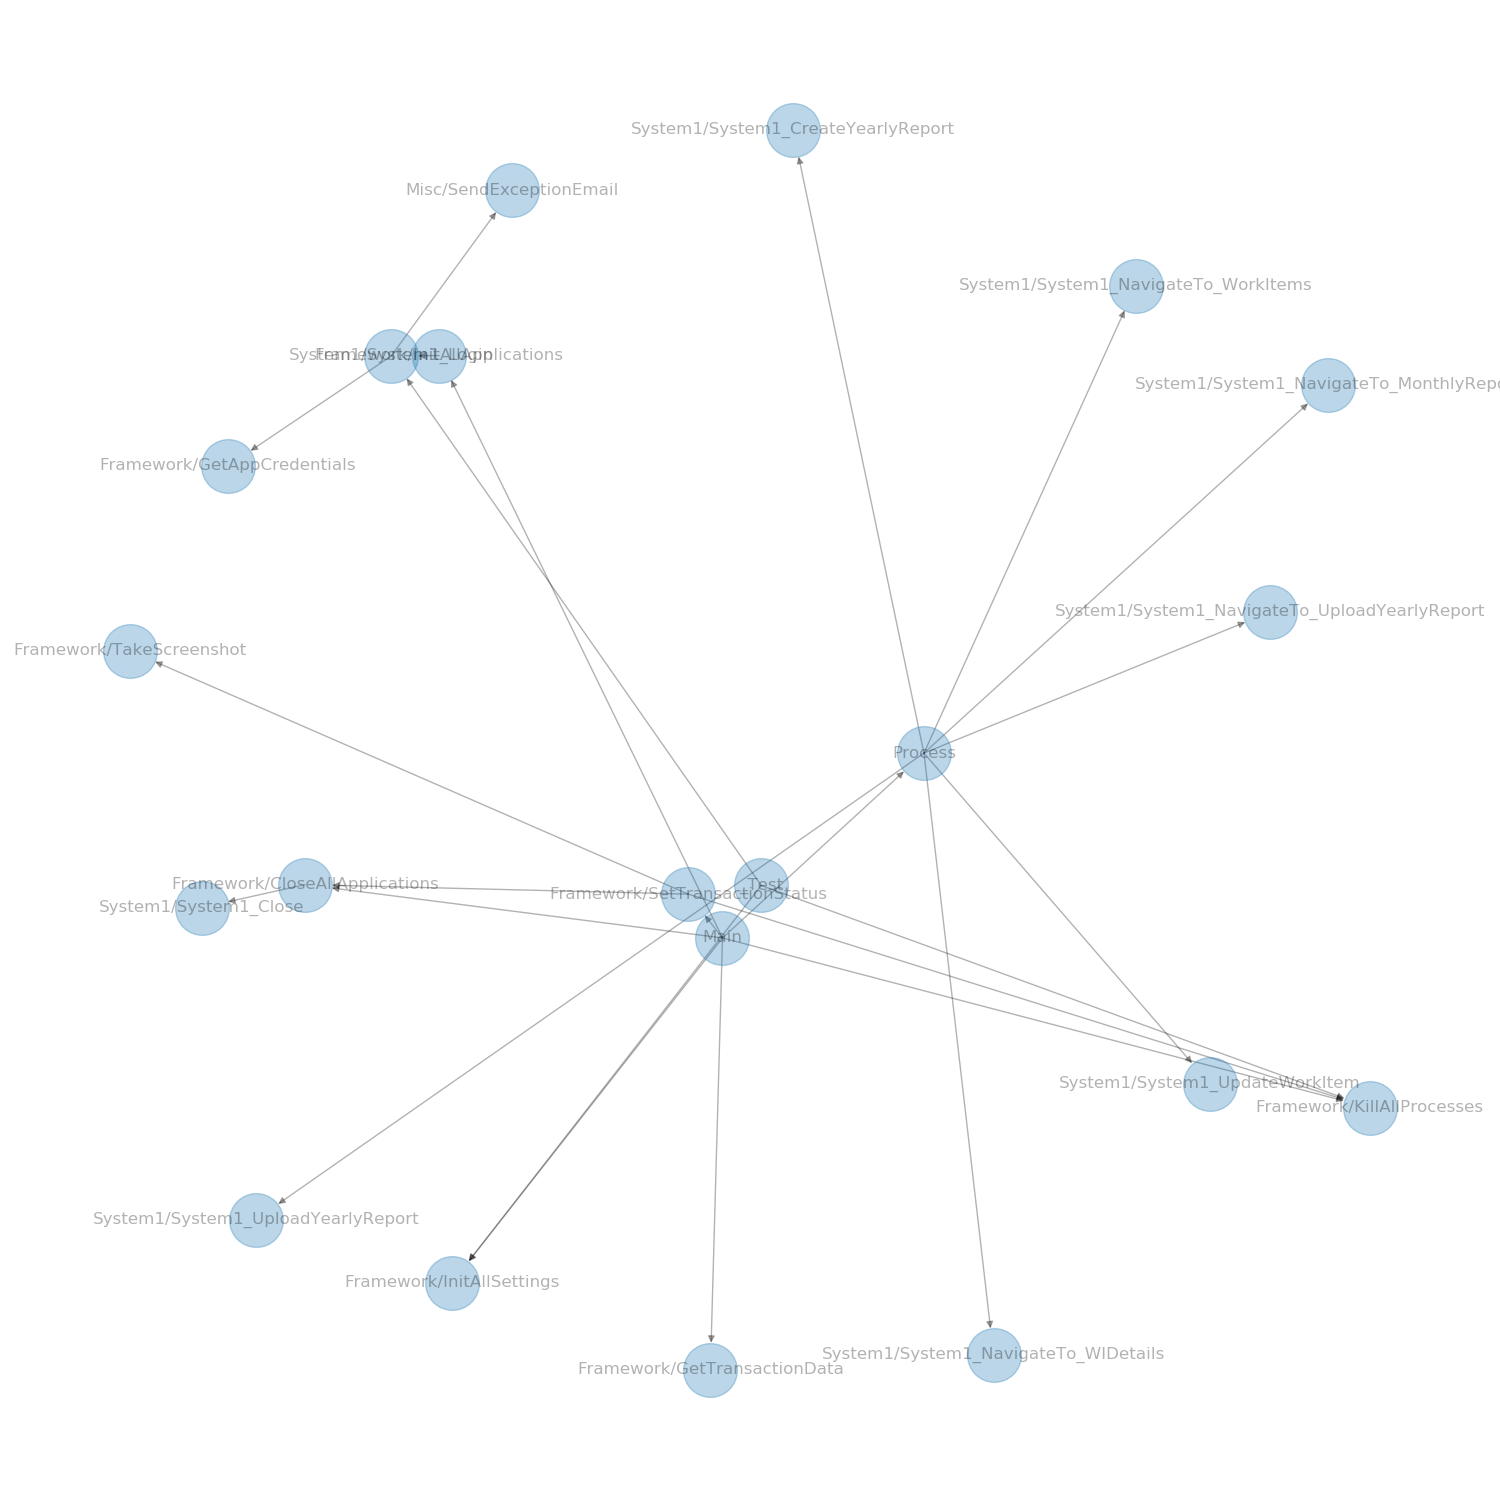 System1/System1_CreateYearlyReport
Misc/SendExceptionEmail
System1/System1_NavigateTo_WorkItems
System1/System1_Login
Framework/InitAllApplications
System1/System1_NavigateTo_MonthlyRepo
Framework/GetAppCredentials
System1/System1_NavigateTo_UploadYearlyReport
Framework/TakeScreenshot
Process
Framework/CloseAllApplications
Test
Framework/SetTransactionStatus
System1/System1_Close
Main
System1/System1_UpdateWorkItem
Framework/KillAllProcesses
System1/System1_UploadYearlyReport
Framework/InitAllSettings
System1/System1_NavigateTo_WIDetails
Framework/GetTransactionData